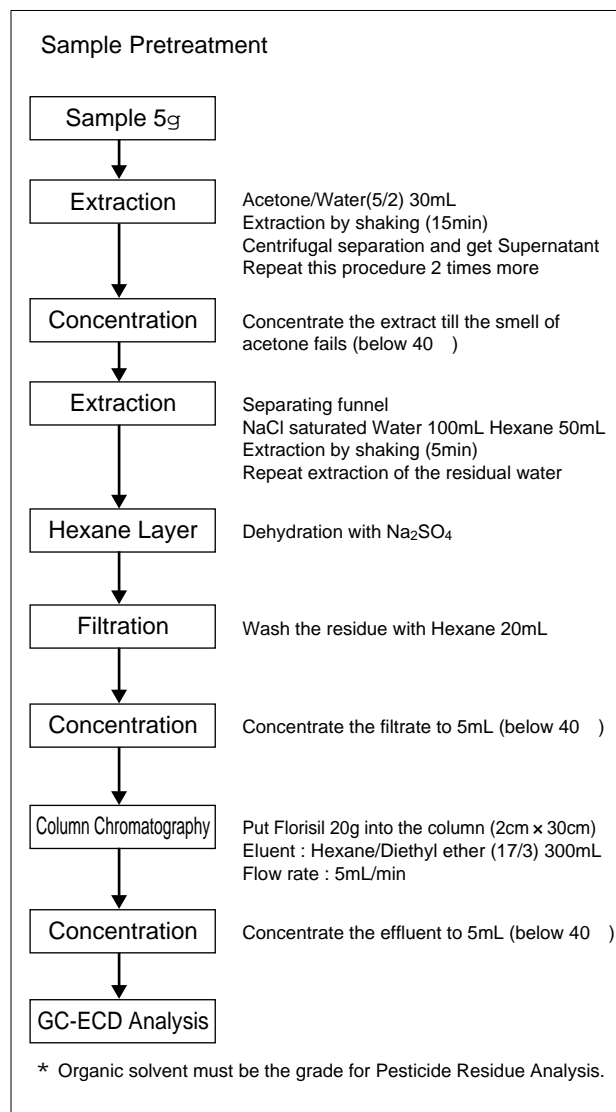 Sample Pretreatment
Sample 5g
Extraction
Acetone/Water(5/2) 30mL
Extraction by shaking (15min)
Centrifugal separation and get Supernatant
Repeat this procedure 2 times more
Concentration
Concentrate the extract till the smell of
acetone fails (below 40   )
Extraction
Separating funnel
NaCl saturated Water 100mL Hexane 50mL
Extraction by shaking (5min)
Repeat extraction of the residual water
Hexane Layer
Dehydration with Na₂SO₄
Filtration
Wash the residue with Hexane 20mL
Concentration
Concentrate the filtrate to 5mL (below 40   )
Column Chromatography
Put Florisil 20g into the column (2cm × 30cm)
Eluent : Hexane/Diethyl ether (17/3) 300mL
Flow rate : 5mL/min
Concentration
Concentrate the effluent to 5mL (below 40   )
GC-ECD Analysis
* Organic solvent must be the grade for Pesticide Residue Analysis.